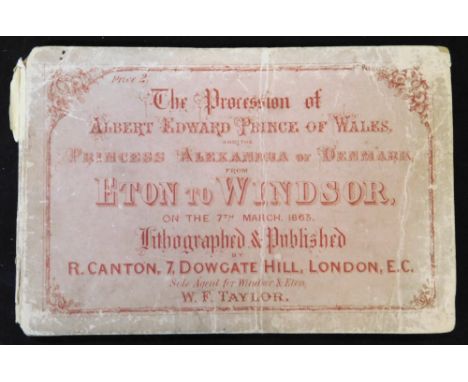 Price 2
The Procession of
ALBERT EDWARD PRINCE OF WALES,
AND THE
PRINCESS ALEXANDRA OF DENMARK
FROM
ETON TO WINDSOR,
ON THE 7TH MARCH. 1863.
Lithographed & Published
BY
R. CANTON, 7, DOWGATE HILL, LONDON, E.C.
Sole Agent for Windsor & Eton,
W. F. TAYLOR.